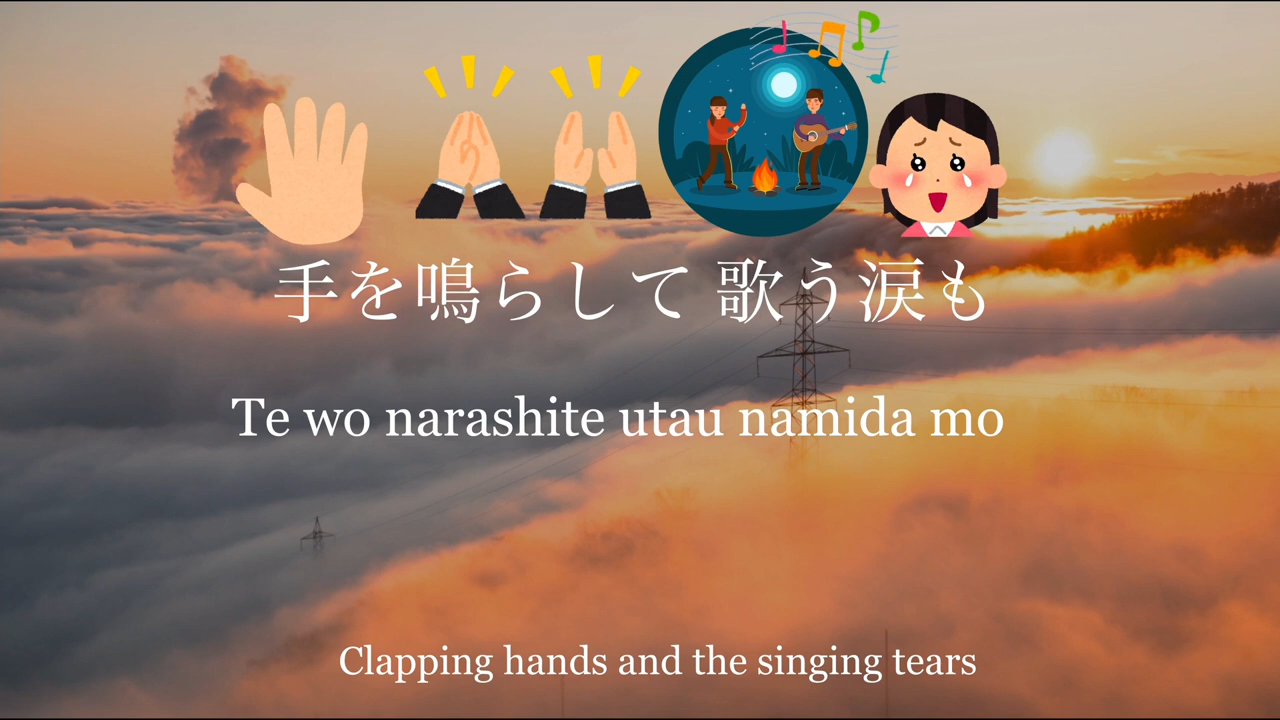 手を鳴らして 歌う涙も
Te wo narashite utau namida mo
Clapping hands and the singing tears